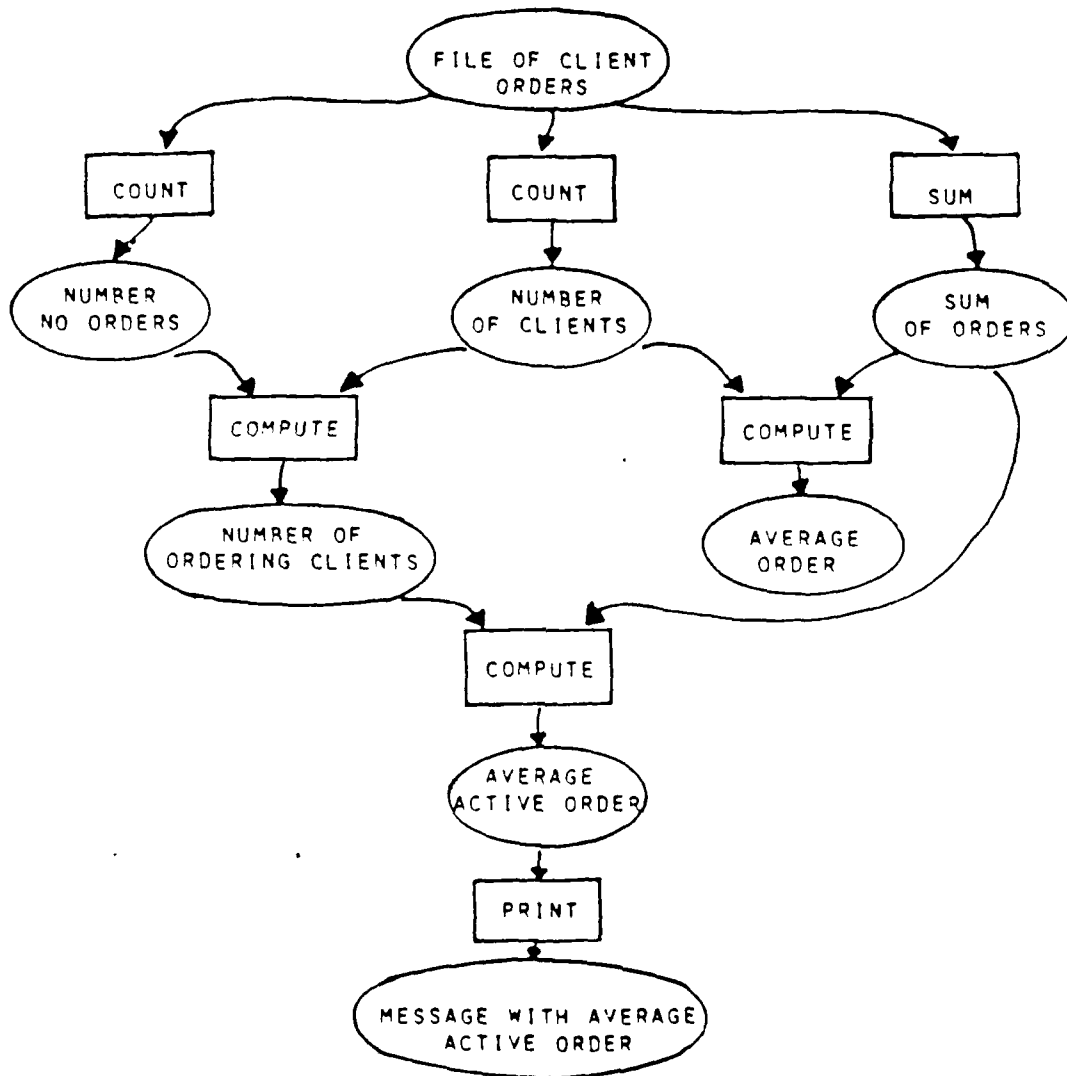 FILE OF CLIENT
ORDERS
COUNT
COUNT
SUM
NUMBER
NO ORDERS
NUMBER
OF CLIENTS
SUM
OF ORDERS
COMPUTE
COMPUTE
NUMBER OF
ORDERING CLIENTS
AVERAGE
ORDER
COMPUTE
AVERAGE
ACTIVE ORDER
PRINT
MESSAGE WITH AVERAGE
ACTIVE ORDER